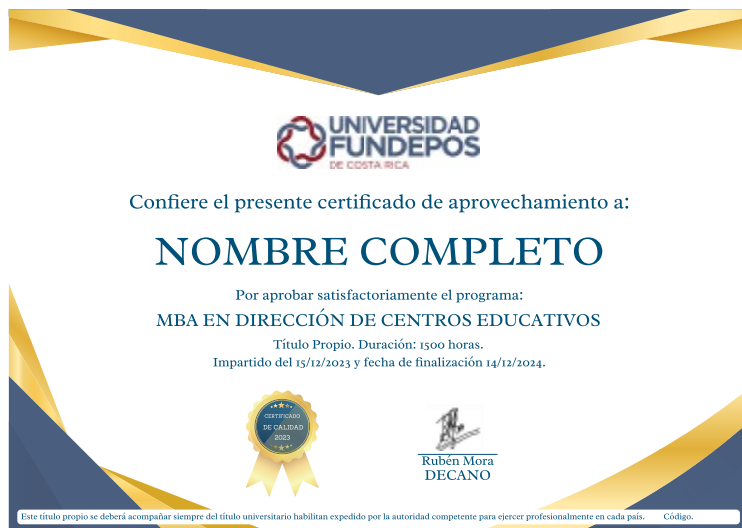 UNIVERSIDAD
FUNDEPOS
DE COSTA RICA
Confiere el presente certificado de aprovechamiento a:
NOMBRE COMPLETO
Por aprobar satisfactoriamente el programa:
MBA EN DIRECCIÓN DE CENTROS EDUCATIVOS
Título Propio. Duración: 1500 horas.
Impartido del 15/12/2023 y fecha de finalización 14/12/2024.
CERTIFICADO
DE CALIDAD
2023
Rubén Mora
DECANO
Este título propio se deberá acompañar siempre del título universitario habilitan expedido por la autoridad competente para ejercer profesionalmente en cada país. Código.